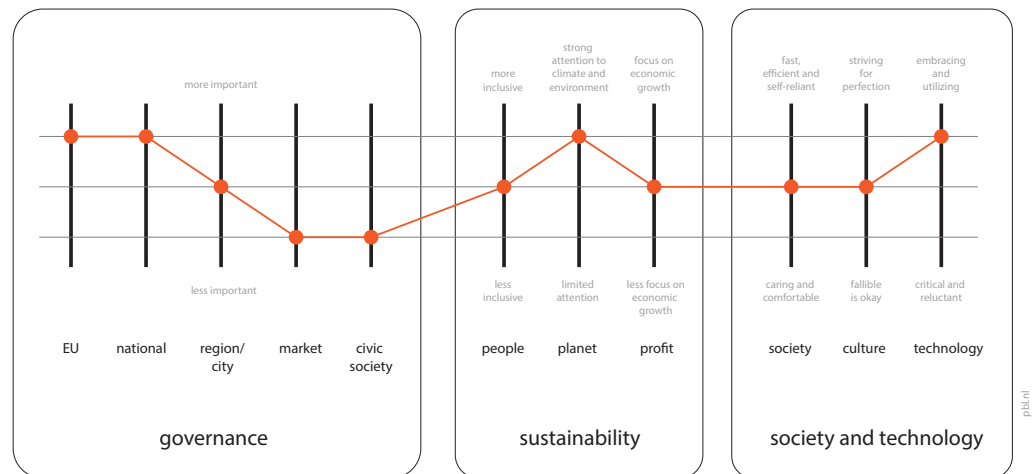 more important
less important
EU
national
region/
city
market
civic
society
governance
more
inclusive
strong
attention to
climate and
environment
focus on
economic
growth
less
inclusive
limited
attention
less focus on
economic
growth
people
planet
profit
sustainability
fast,
efficient and
self-reliant
striving
for
perfection
embracing
and
utilizing
caring and
comfortable
fallible
is okay
critical and
reluctant
society
culture
technology
society and technology
pbl.nl